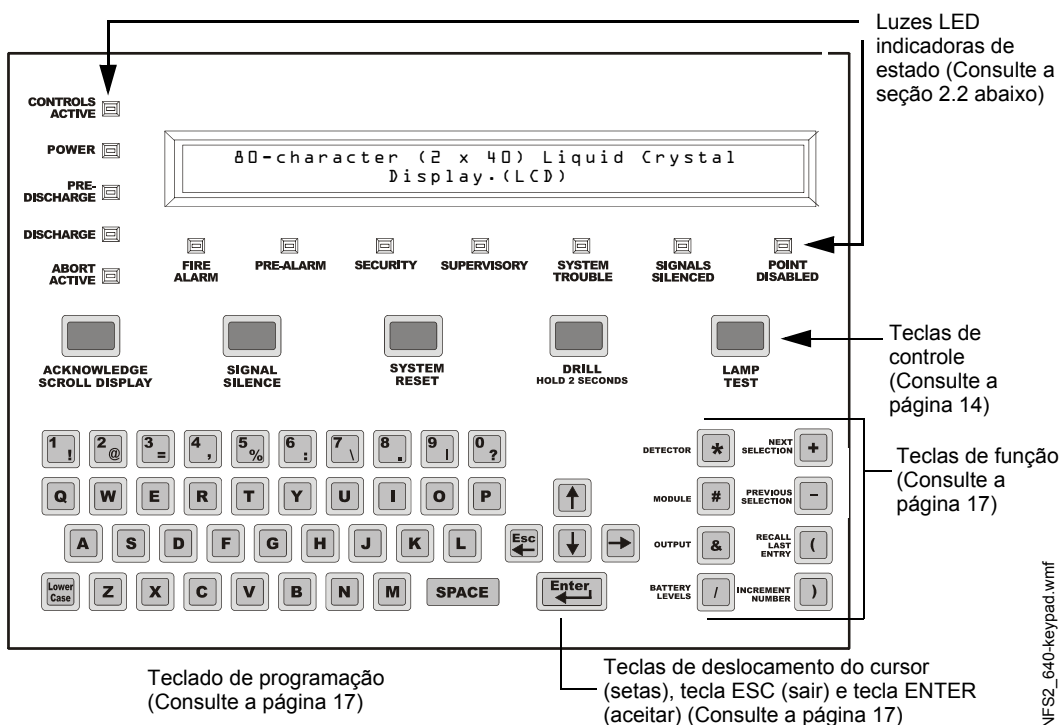 Luzes LED
indicadoras de
estado (Consulte a
seção 2.2 abaixo)
CONTROLS
ACTIVE
POWER
PRE-
DISCHARGE
DISCHARGE
ABORT
ACTIVE
80-character (2 x 40) Liquid Crystal
Display.(LCD)
FIRE
ALARM
PRE-ALARM
SECURITY
SUPERVISORY
SYSTEM
TROUBLE
SIGNALS
SILENCED
POINT
DISABLED
ACKNOWLEDGE
SCROLL DISPLAY
SIGNAL
SILENCE
SYSTEM
RESET
DRILL
HOLD 2 SECONDS
LAMP
TEST
Teclas de
controle
(Consulte a
página 14)
1 ! 2 @ 3 = 4 , 5 % 6 : 7 \ 8 . 9 | 0 ?
Q W E R T Y U I O P
A S D F G H J K L Esc
Lower
Case
Z X C V B N M SPACE Enter
DETECTOR *
NEXT
SELECTION +
MODULE #
PREVIOUS
SELECTION -
OUTPUT &
RECALL
LAST
ENTRY (
BATTERY
LEVELS /
INCREMENT
NUMBER )
Teclas de função
(Consulte a
página 17)
Teclado de programação
(Consulte a página 17)
Teclas de deslocamento do cursor
(setas), tecla ESC (sair) e tecla ENTER
(aceitar) (Consulte a página 17)
NFS2_640-keypad.wmf